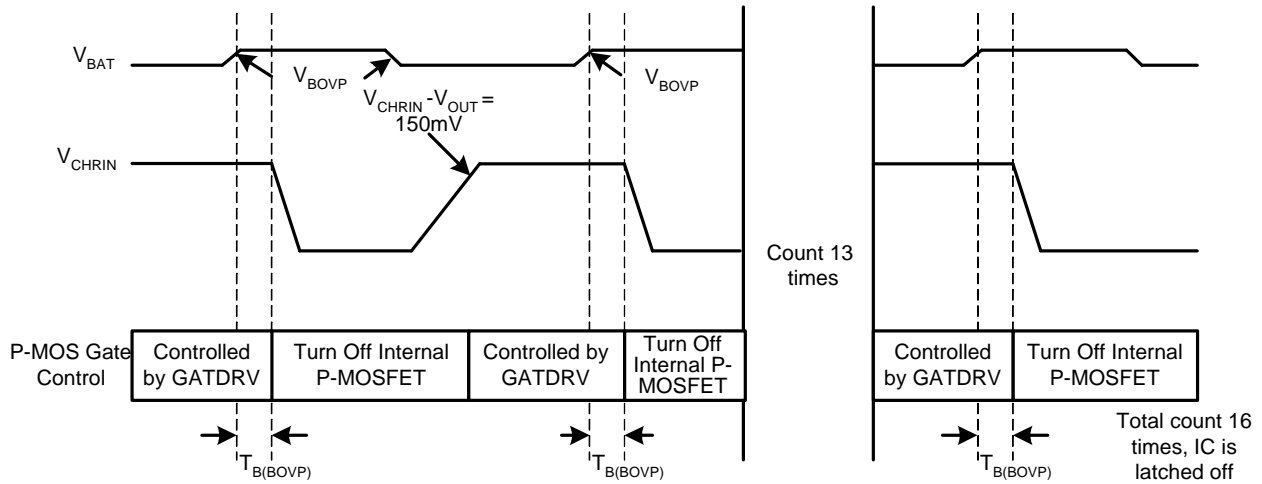 V_BAT
V_BOVP
V_CHRIN -V_OUT =
150mV
V_BOVP
V_CHRIN
Count 13
times
P-MOS Gate
Control
Controlled
by GATDRV
Turn Off Internal
P-MOSFET
Controlled by
GATDRV
Turn Off
Internal P-
MOSFET
Controlled
by GATDRV
Turn Off Internal
P-MOSFET
T_B(BOVP)
T_B(BOVP)
T_B(BOVP)
Total count 16
times, IC is
latched off